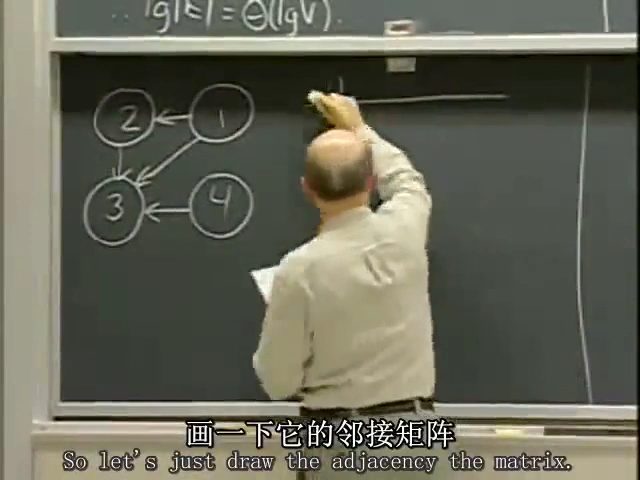 ∴ lg|E| = Θ(lgV).
2 1
3 4
画一下它的邻接矩阵
So let's just draw the adjacency the matrix.